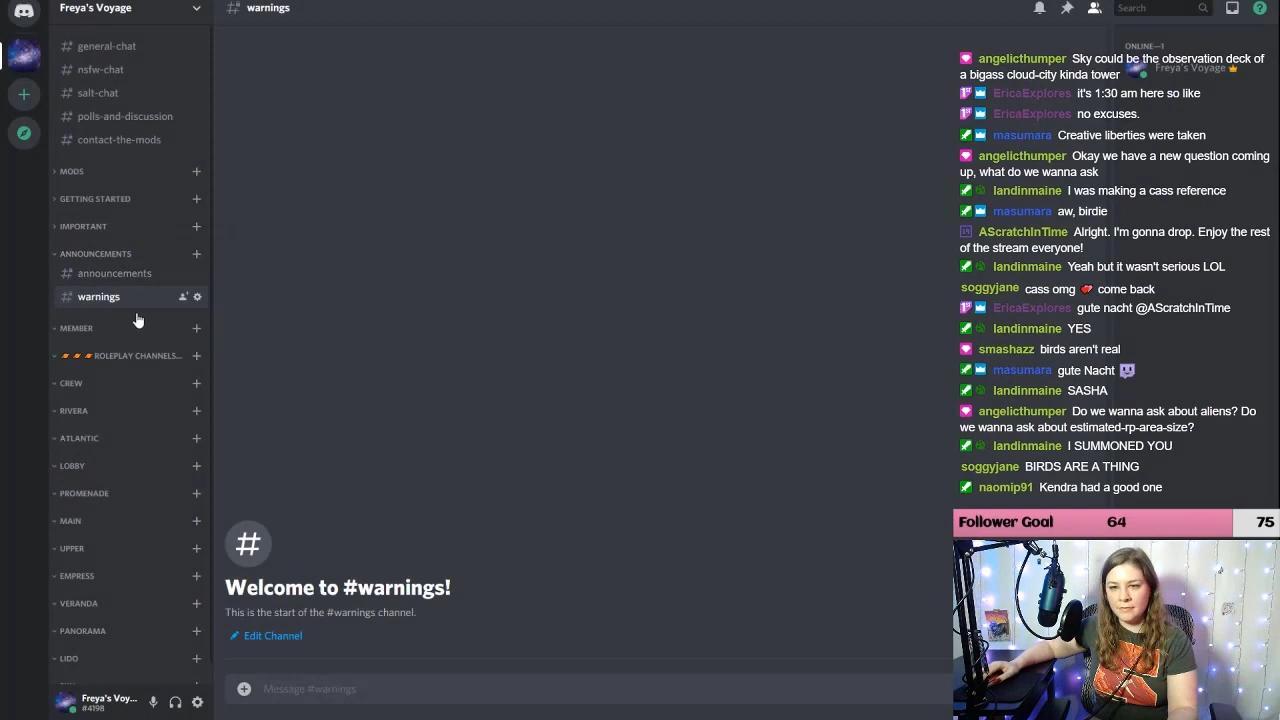 Freya's Voyage
general-chat
nsfw-chat
salt-chat
polls-and-discussion
contact-the-mods
MODS
GETTING STARTED
IMPORTANT
ANNOUNCEMENTS
announcements
warnings
MEMBER
ROLEPLAY CHANNELS...
CREW
RIVERA
ATLANTIC
LOBBY
PROMENADE
MAIN
UPPER
EMPRESS
VERANDA
PANORAMA
LIDO
Freya's Voy...
#4198
warnings
Search
Welcome to #warnings!
This is the start of the #warnings channel.
Edit Channel
Message #warnings
ONLINE—1
Freya's Voyage
angelicthumper Sky could be the observation deck of
a bigass cloud-city kinda tower
EricaExplores it's 1:30 am here so like
EricaExplores no excuses.
masumara Creative liberties were taken
angelicthumper Okay we have a new question coming
up, what do we wanna ask
landinmaine I was making a cass reference
masumara aw, birdie
AScratchInTime Alright. I'm gonna drop. Enjoy the rest
of the stream everyone!
landinmaine Yeah but it wasn't serious LOL
soggyjane cass omg come back
EricaExplores gute nacht @AScratchInTime
landinmaine YES
smashazz birds aren't real
masumara gute Nacht
landinmaine SASHA
angelicthumper Do we wanna ask about aliens? Do
we wanna ask about estimated-rp-area-size?
landinmaine I SUMMONED YOU
soggyjane BIRDS ARE A THING
naomip91 Kendra had a good one
Follower Goal 64 75